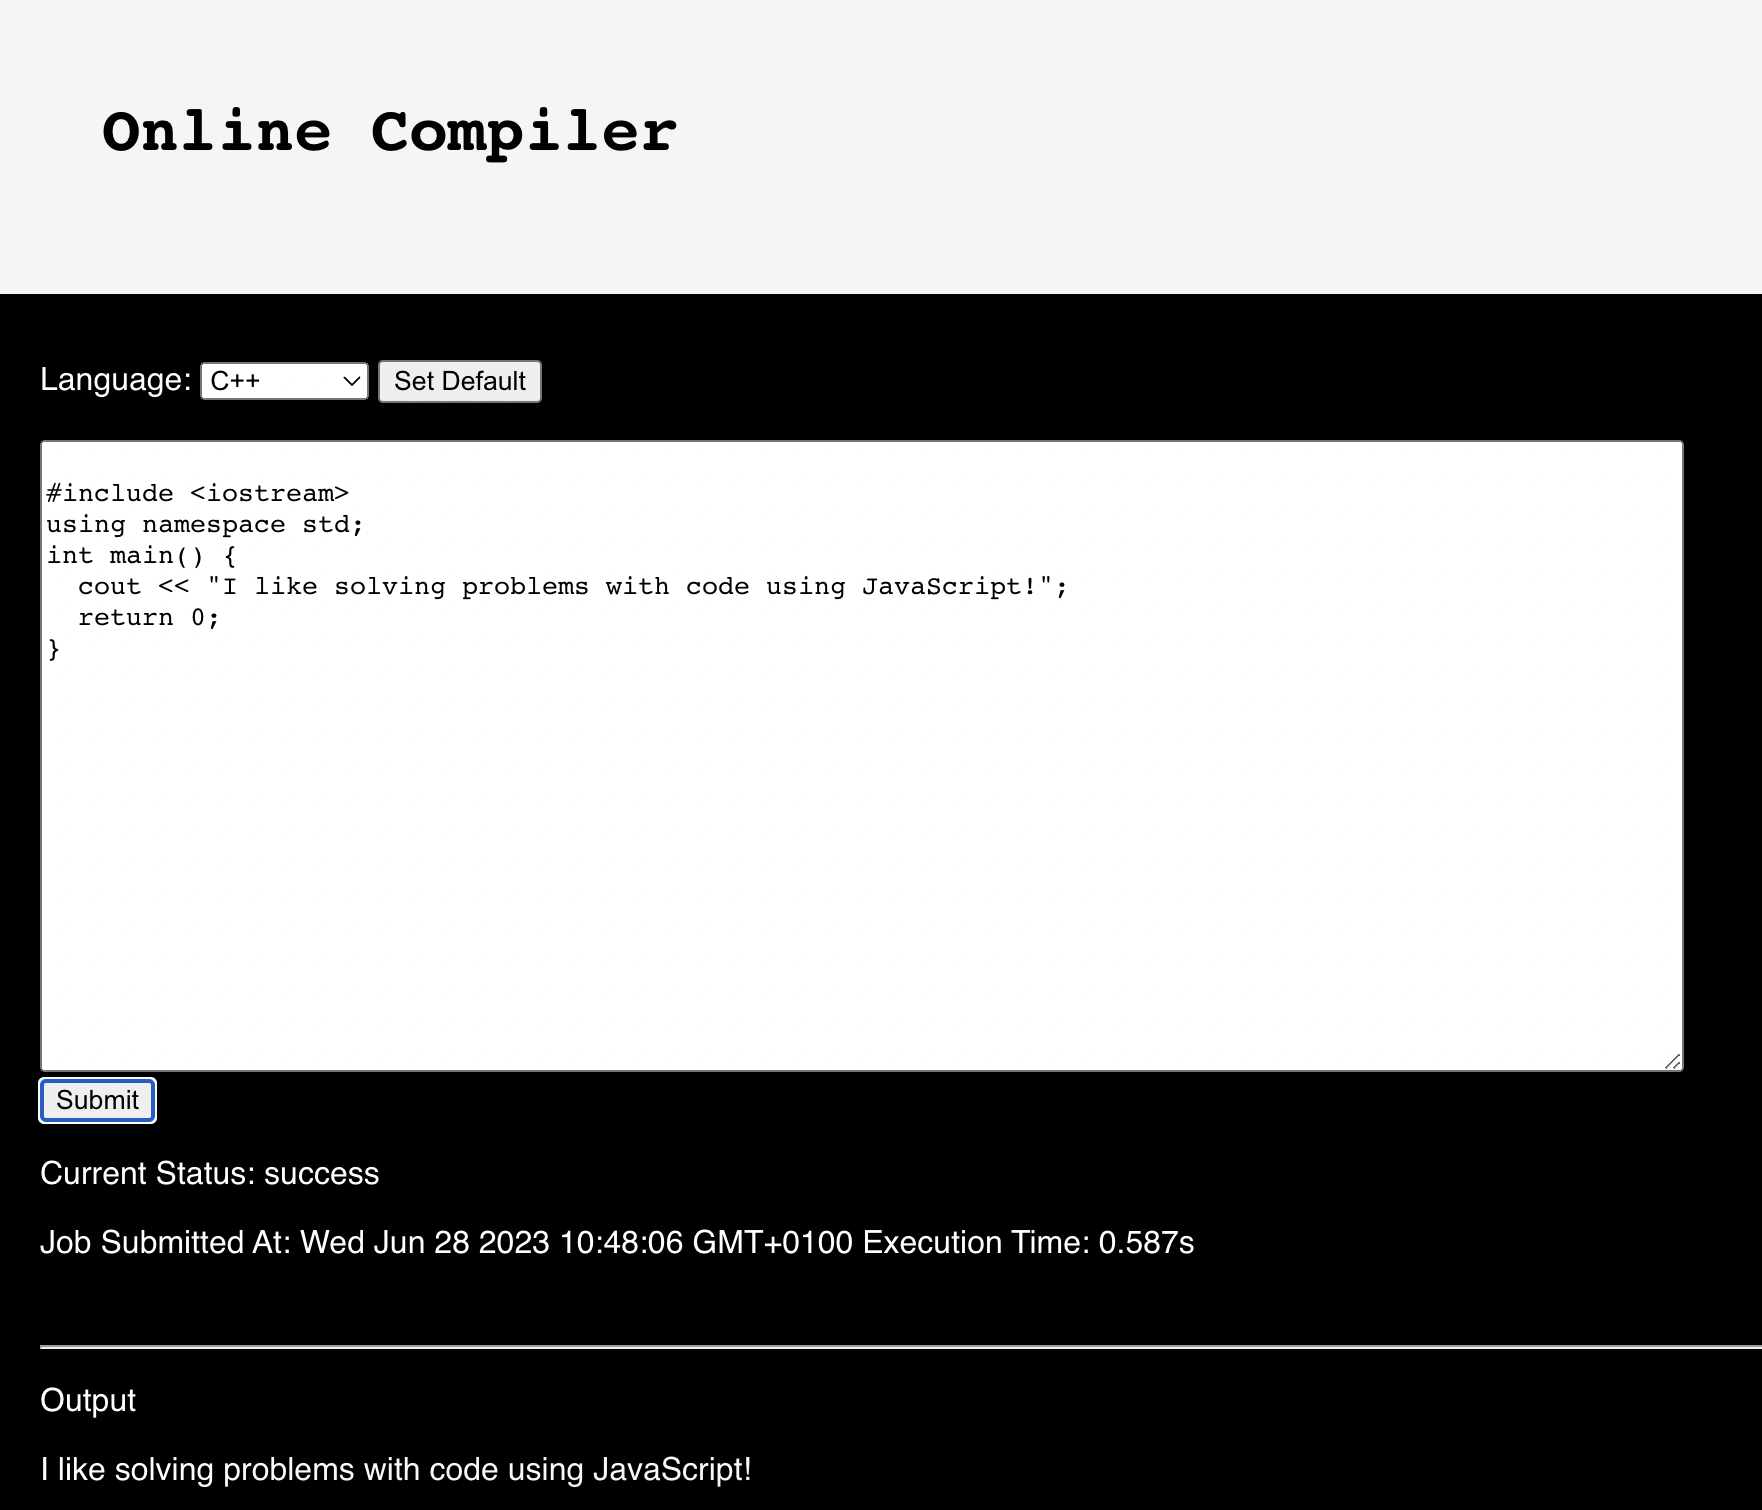 Online Compiler
Language: C++ Set Default
#include <iostream>
using namespace std;
int main() {
  cout << "I like solving problems with code using JavaScript!";
  return 0;
}
Submit
Current Status: success
Job Submitted At: Wed Jun 28 2023 10:48:06 GMT+0100 Execution Time: 0.587s
Output
I like solving problems with code using JavaScript!